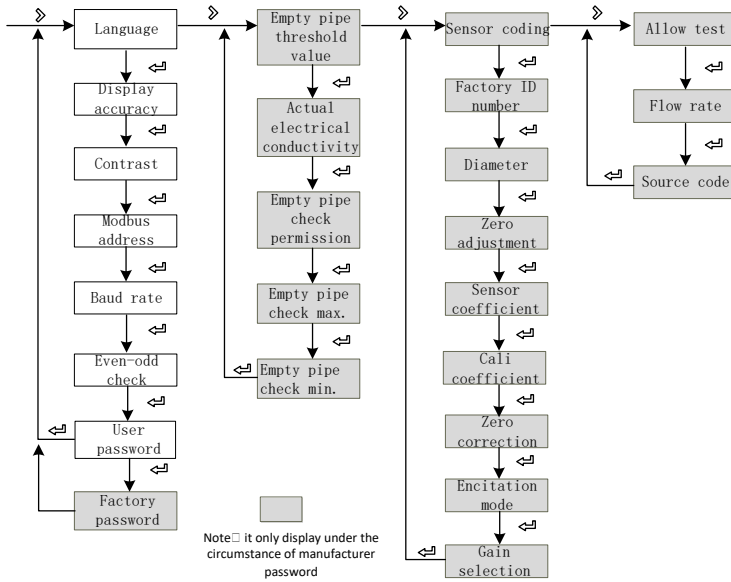 Language
Display
accuracy
Contrast
Modbus
address
Baud rate
Even-odd
check
User
password
Factory
password
Empty pipe
threshold
value
Actual
electrical
conductivity
Empty pipe
check
permission
Empty pipe
check max.
Empty pipe
check min.
Sensor coding
Factory ID
number
Diameter
Zero
adjustment
Sensor
coefficient
Cali
coefficient
Zero
correction
Encitation
mode
Gain
selection
Allow test
Flow rate
Source code
Note□ it only display under the
circumstance of manufacturer
password